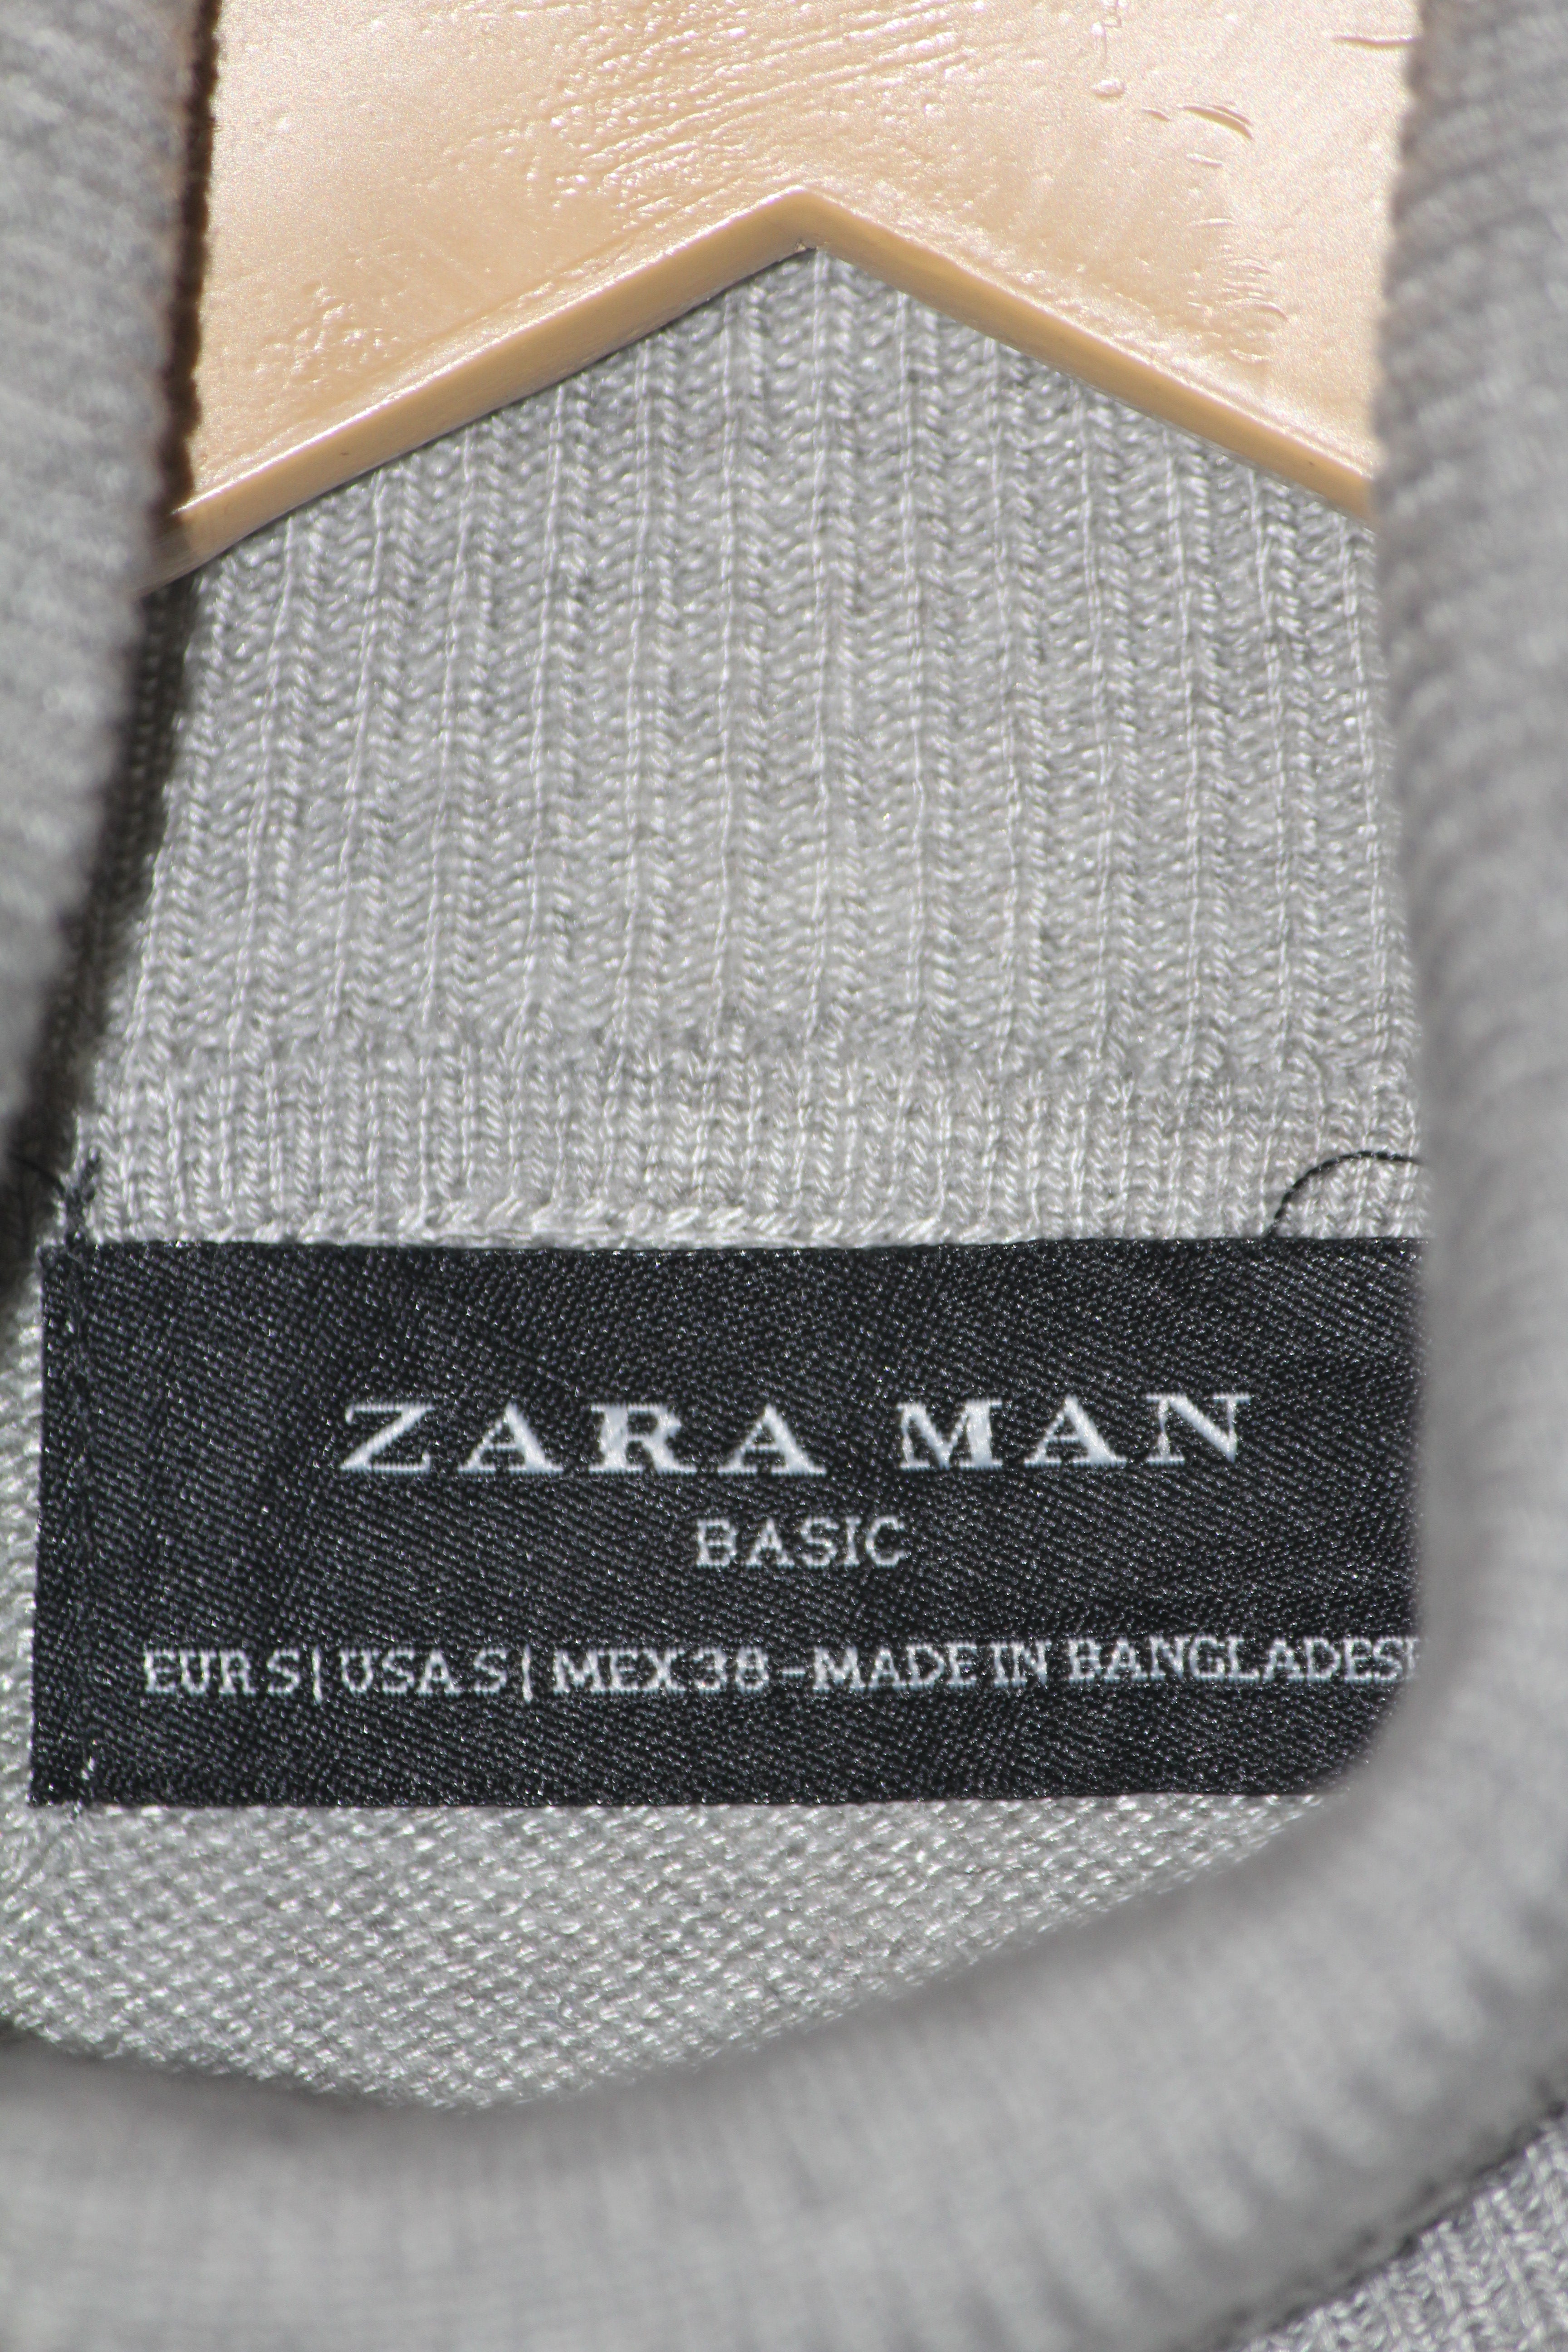 ZARA MAN
BASIC
EUR S | USA S | MEX 38 - MADE IN BANGLADESH